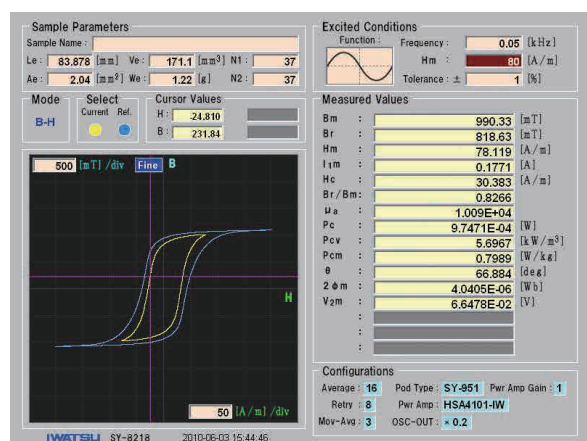 Sample Parameters
Sample Name :
Le : 83.878 [mm] Ve : 171.1 [mm³] N1 : 37
Ae : 2.04 [mm²] We : 1.22 [g] N2 : 37
Mode
B-H
Select
Current Ref.
Cursor Values
H : -24.810
B : 231.84
500 [mT] /div Fine B
H
50 [A/m] /div
IWATSU SY-8218 2010-06-03 15:44:46
Excited Conditions
Function :
Frequency : 0.05 [kHz]
Hm : 80 [A/m]
Tolerance : ± 1 [%]
Measured Values
Bm : 990.33 [mT]
Br : 818.63 [mT]
Hm : 78.119 [A/m]
I1m : 0.1771 [A]
Hc : 30.383 [A/m]
Br/Bm: 0.8266
μa : 1.009E+04
Pc : 9.7471E-04 [W]
Pcv : 5.6967 [kW/m³]
Pcm : 0.7989 [W/kg]
θ : 66.884 [deg]
2φm : 4.0405E-06 [Wb]
V2m : 6.6478E-02 [V]
:
:
:
Configurations
Average : 16 Pod Type : SY-951 Pwr Amp Gain : 1
Retry : 8 Pwr Amp : HSA4101-IW
Mov-Avg : 3 OSC-OUT : × 0.2